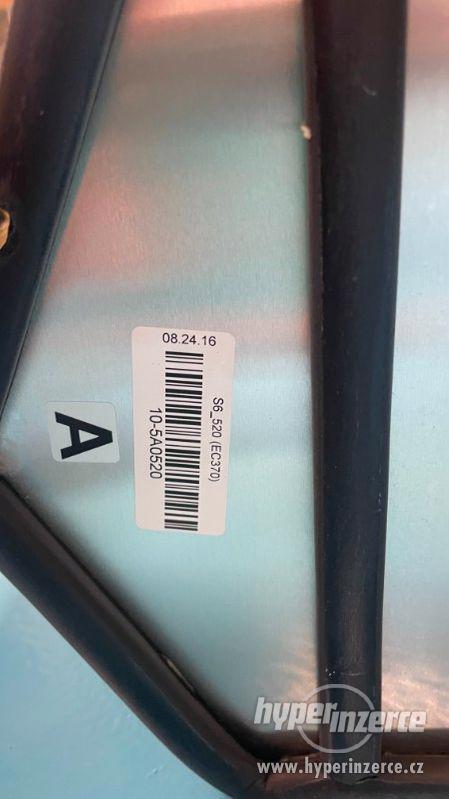 08.24.16
S6_520 (EC370)
10-5A0520
A
hyperinzerce
www.hyperinzerce.cz